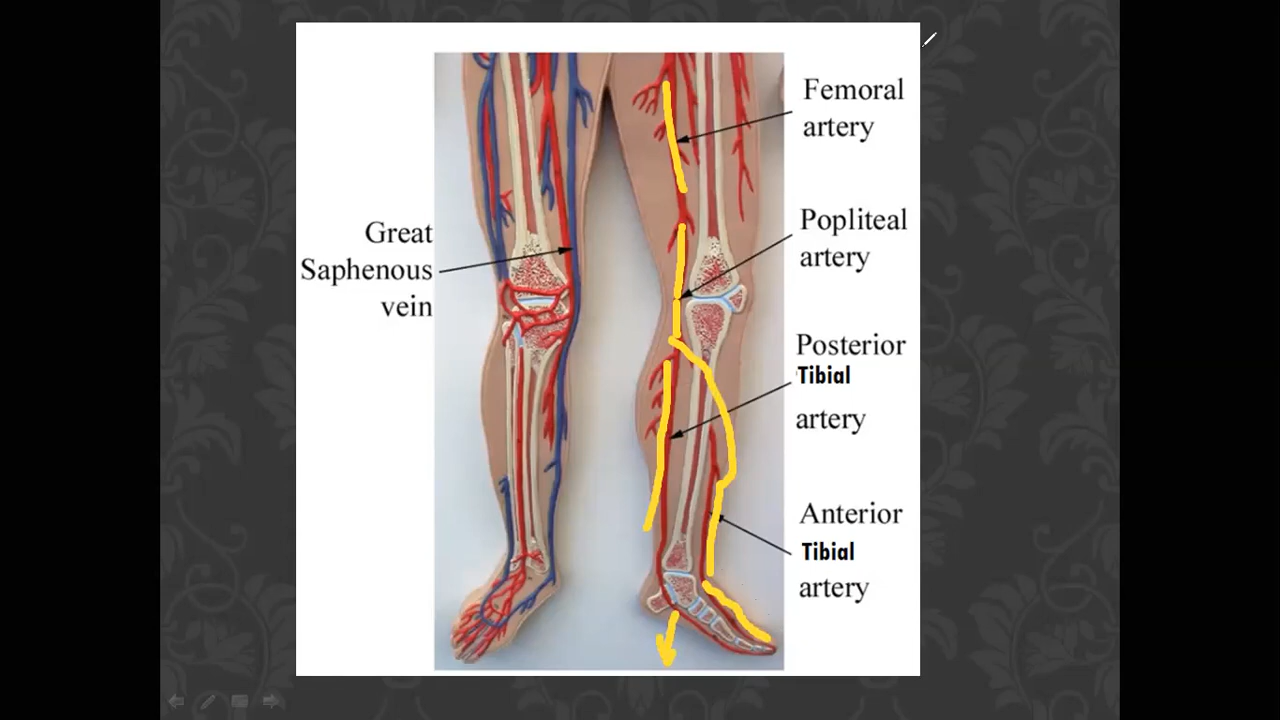 Femoral
artery
Popliteal
artery
Great
Saphenous
vein
Posterior
Tibial
artery
Anterior
Tibial
artery